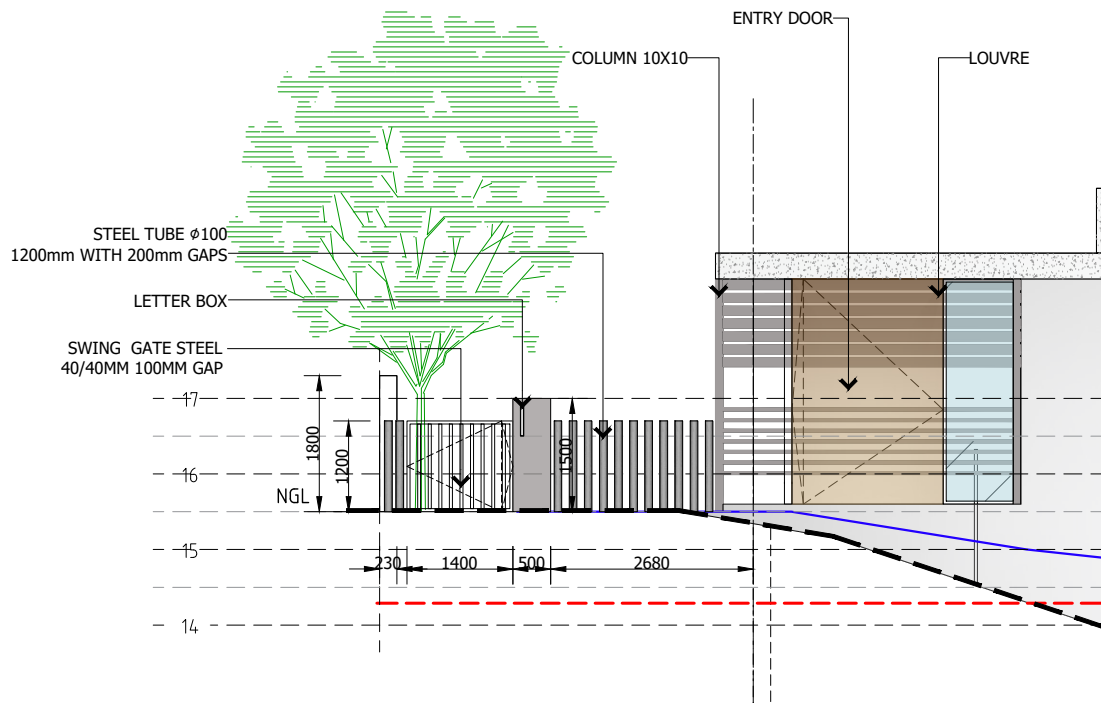 ENTRY DOOR
COLUMN 10X10
LOUVRE
STEEL TUBE ϕ100
1200mm WITH 200mm GAPS
LETTER BOX
SWING GATE STEEL
40/40MM 100MM GAP
17
1800
1200
1500
16
NGL
15
230
1400
500
2680
14